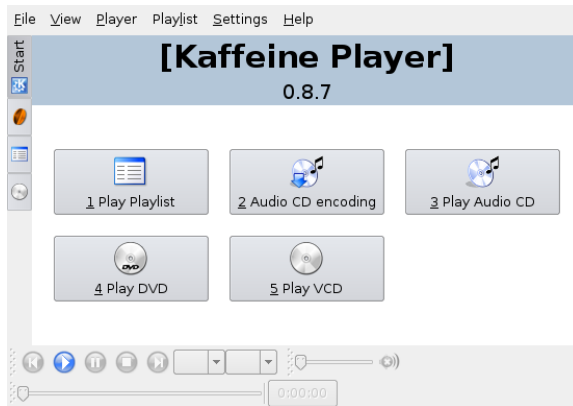 File View Player Playlist Settings Help
Start
[Kaffeine Player]
0.8.7
1 Play Playlist
2 Audio CD encoding
3 Play Audio CD
DVD
4 Play DVD
5 Play VCD
0:00:00